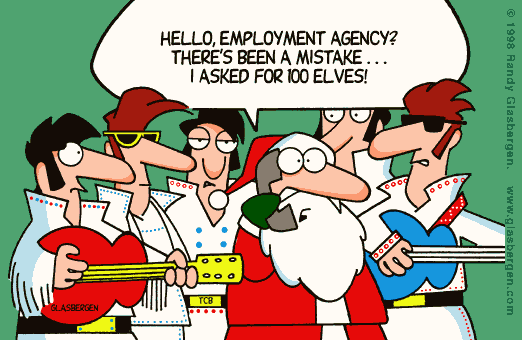 HELLO, EMPLOYMENT AGENCY?
THERE'S BEEN A MISTAKE...
I ASKED FOR 100 ELVES!
© 1998 Randy Glasbergen. www.glasbergen.com
TCB
GLASBERGEN